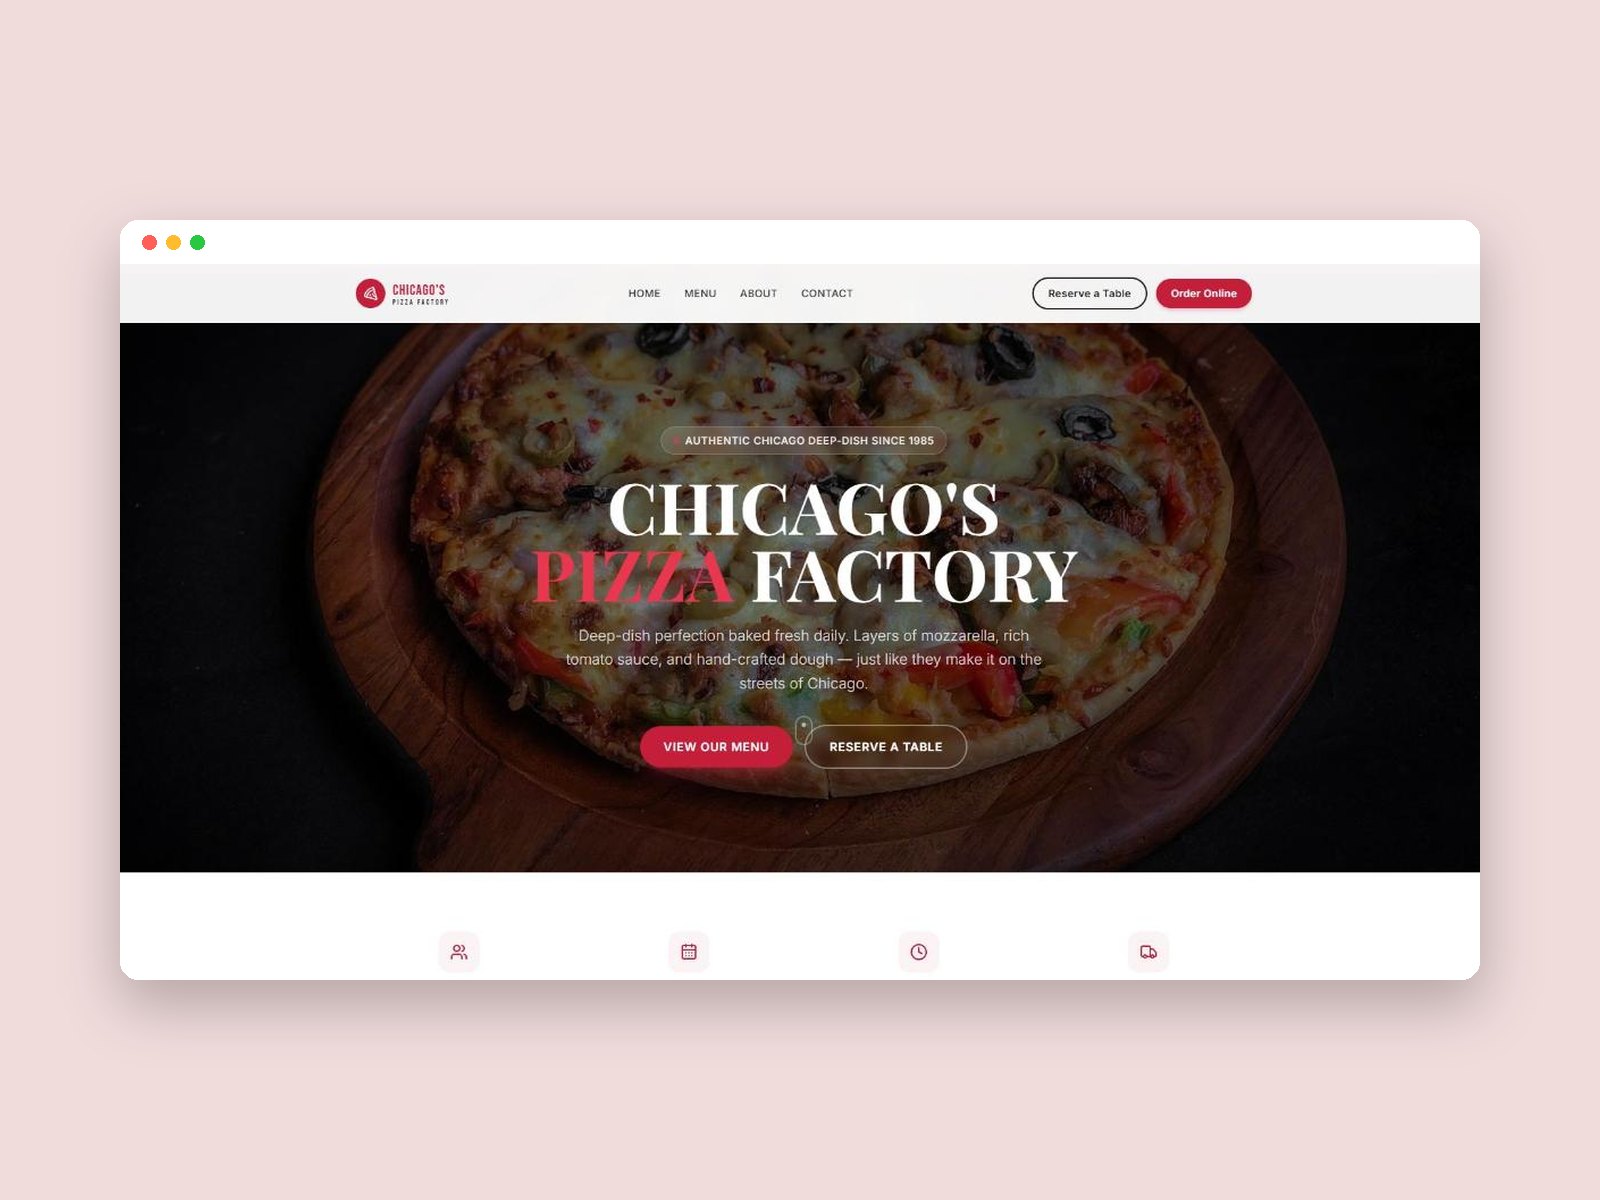 CHICAGO'S
PIZZA FACTORY
HOME MENU ABOUT CONTACT
Reserve a Table
Order Online
AUTHENTIC CHICAGO DEEP-DISH SINCE 1985
CHICAGO'S
PIZZA FACTORY
Deep-dish perfection baked fresh daily. Layers of mozzarella, rich
tomato sauce, and hand-crafted dough — just like they make it on the
streets of Chicago.
VIEW OUR MENU
RESERVE A TABLE